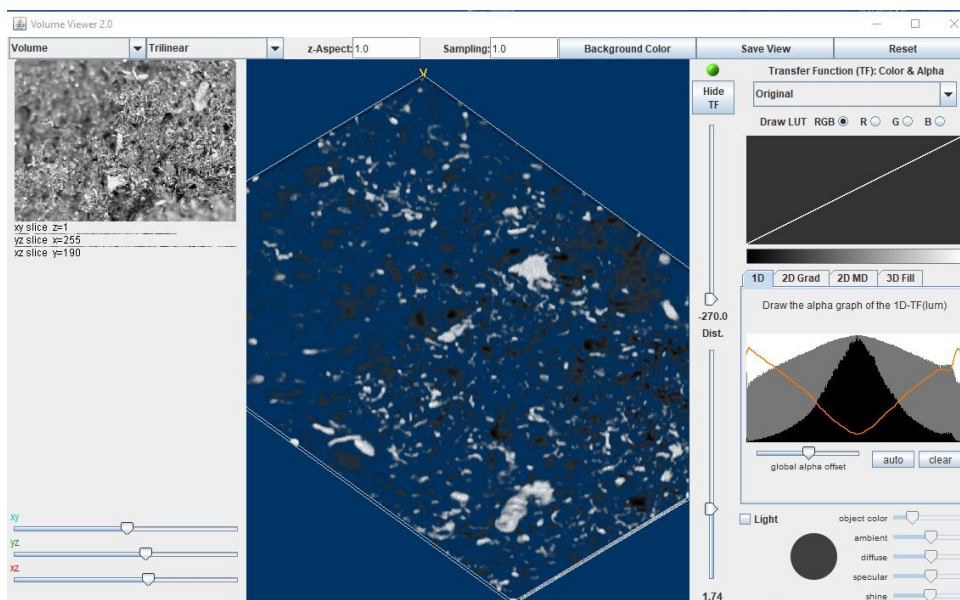 Volume Viewer 2.0
Volume Trilinear z-Aspect: 1.0 Sampling: 1.0 Background Color Save View Reset
Hide TF
Transfer Function (TF): Color & Alpha
Original
Draw LUT RGB R G B
xy slice z=1
yz slice x=255
xz slice y=190
y
1D 2D Grad 2D MD 3D Fill
Draw the alpha graph of the 1D-TF(lum)
-270.0
Dist.
global alpha offset auto clear
xy
yz
xz
1.74
Light
object color
ambient
diffuse
specular
shine